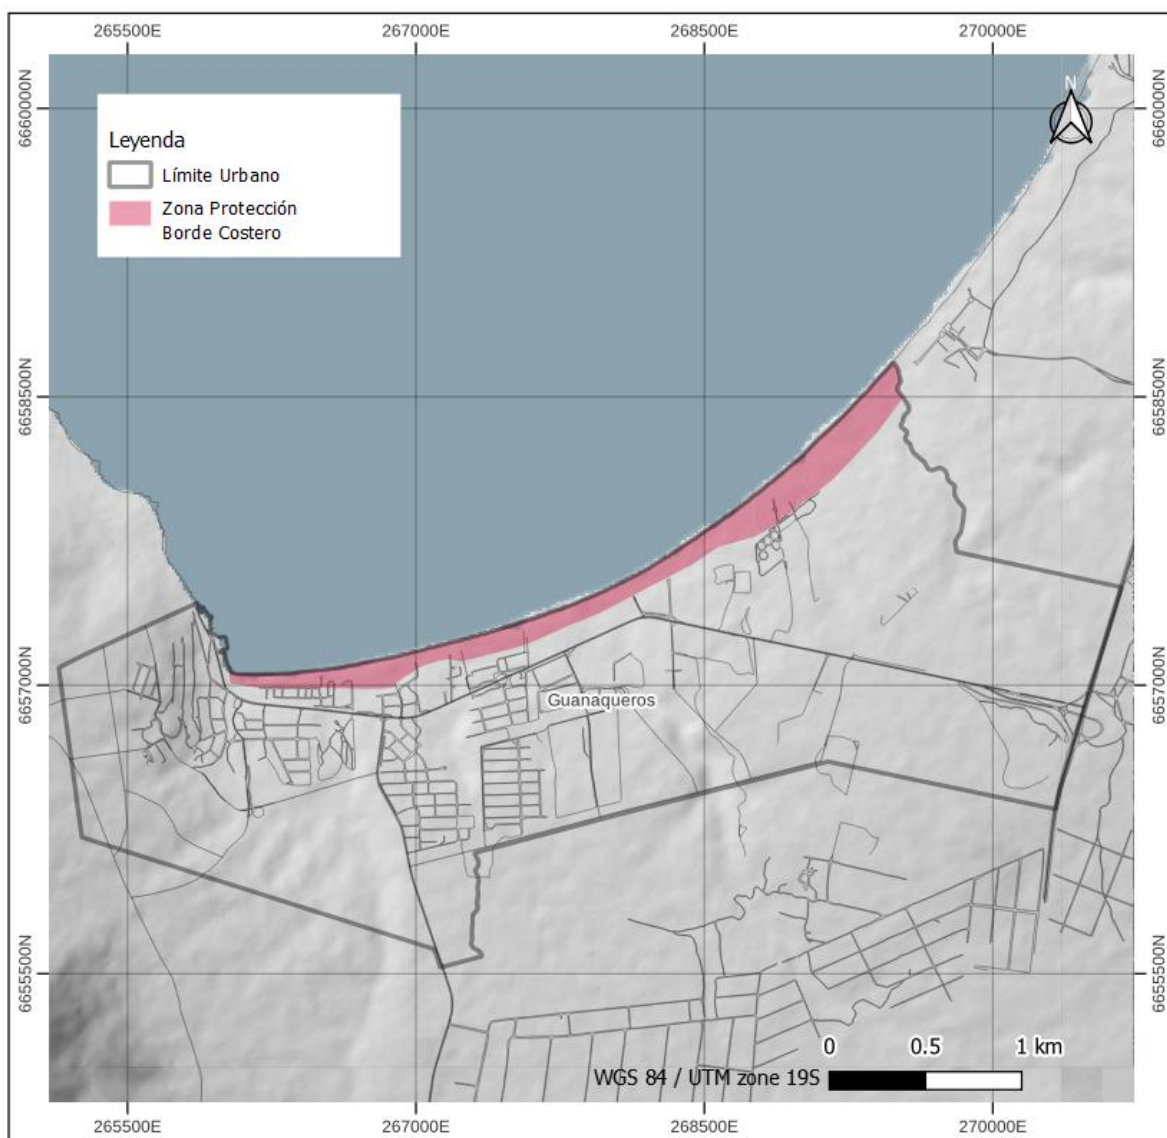 265500E 267000E 268500E 270000E
N
6660000N 6660000N
Leyenda
Límite Urbano
Zona Protección
Borde Costero
6658500N 6658500N
6657000N 6657000N
Guanaqueros
6655500N 6655500N
0 0.5 1 km
WGS 84 / UTM zone 19S
265500E 267000E 268500E 270000E